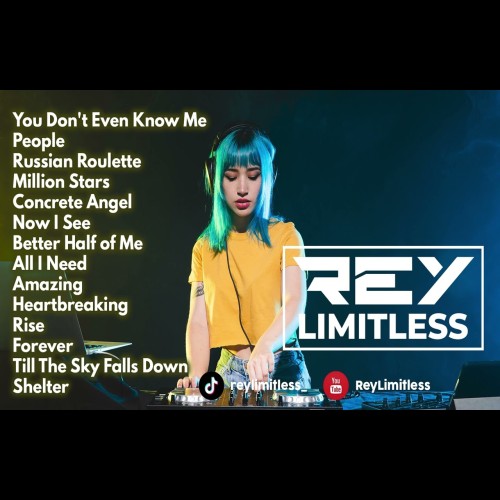 You Don't Even Know Me
People
Russian Roulette
Million Stars
Concrete Angel
Now I See
Better Half of Me
All I Need
Amazing
Heartbreaking
Rise
Forever
Till The Sky Falls Down
Shelter
REY
LIMITLESS
reylimitless_
You
Tube
ReyLimitless